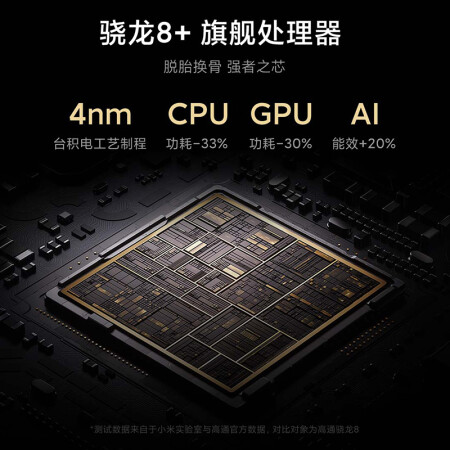 骁龙8+ 旗舰处理器
脱胎换骨 强者之芯
4nm CPU GPU AI
台积电工艺制程 功耗-33% 功耗-30% 能效+20%
*测试数据来自于小米实验室与高通官方数据，对比对象为高通骁龙8